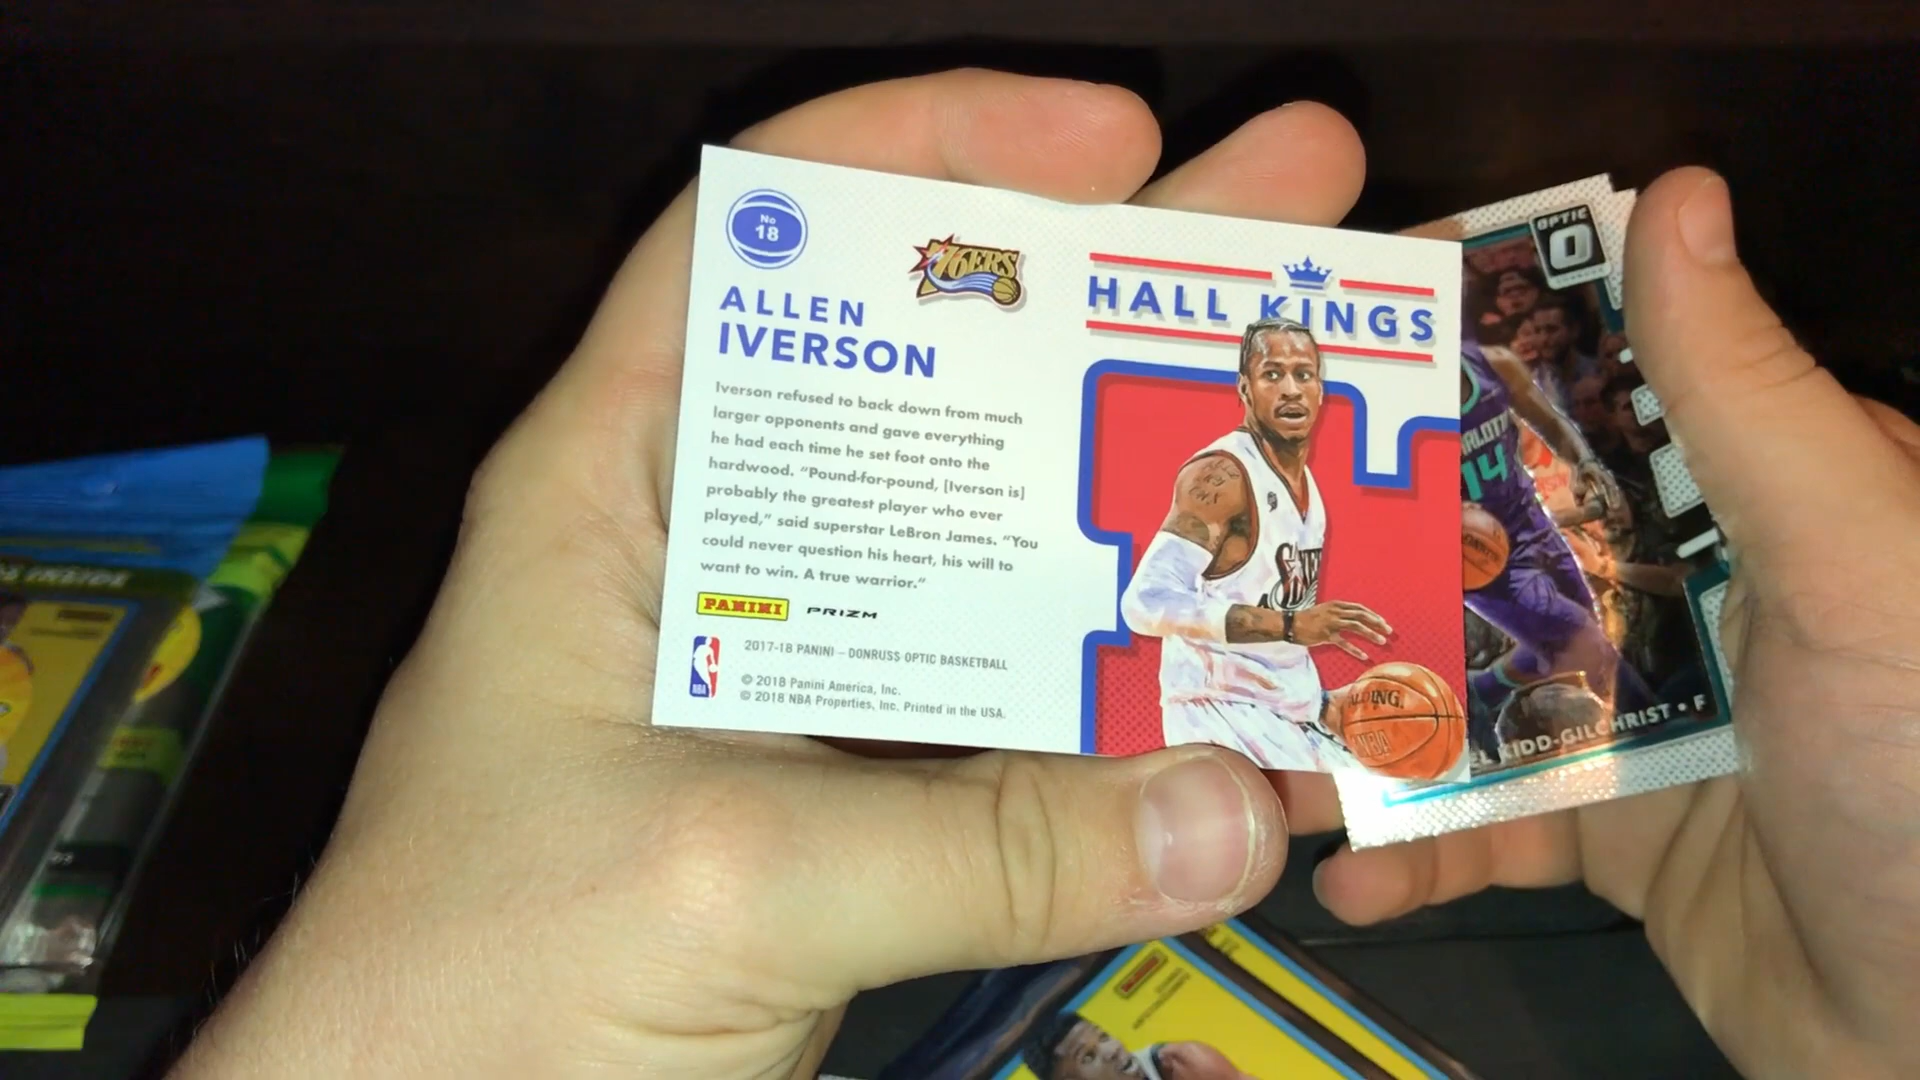 No
18
76ERS
ALLEN
IVERSON
Iverson refused to back down from much
larger opponents and gave everything
he had each time he set foot onto the
hardwood. “Pound-for-pound, [Iverson is]
probably the greatest player who ever
played,” said superstar LeBron James. “You
could never question his heart, his will to
want to win. A true warrior.”
PANINI PRIZM
NBA
2017-18 PANINI – DONRUSS OPTIC BASKETBALL
© 2018 Panini America, Inc.
© 2018 NBA Properties, Inc. Printed in the USA.
HALL KINGS
NBA
OPTIC
14
KIDD-GILCHRIST • F
PANINI